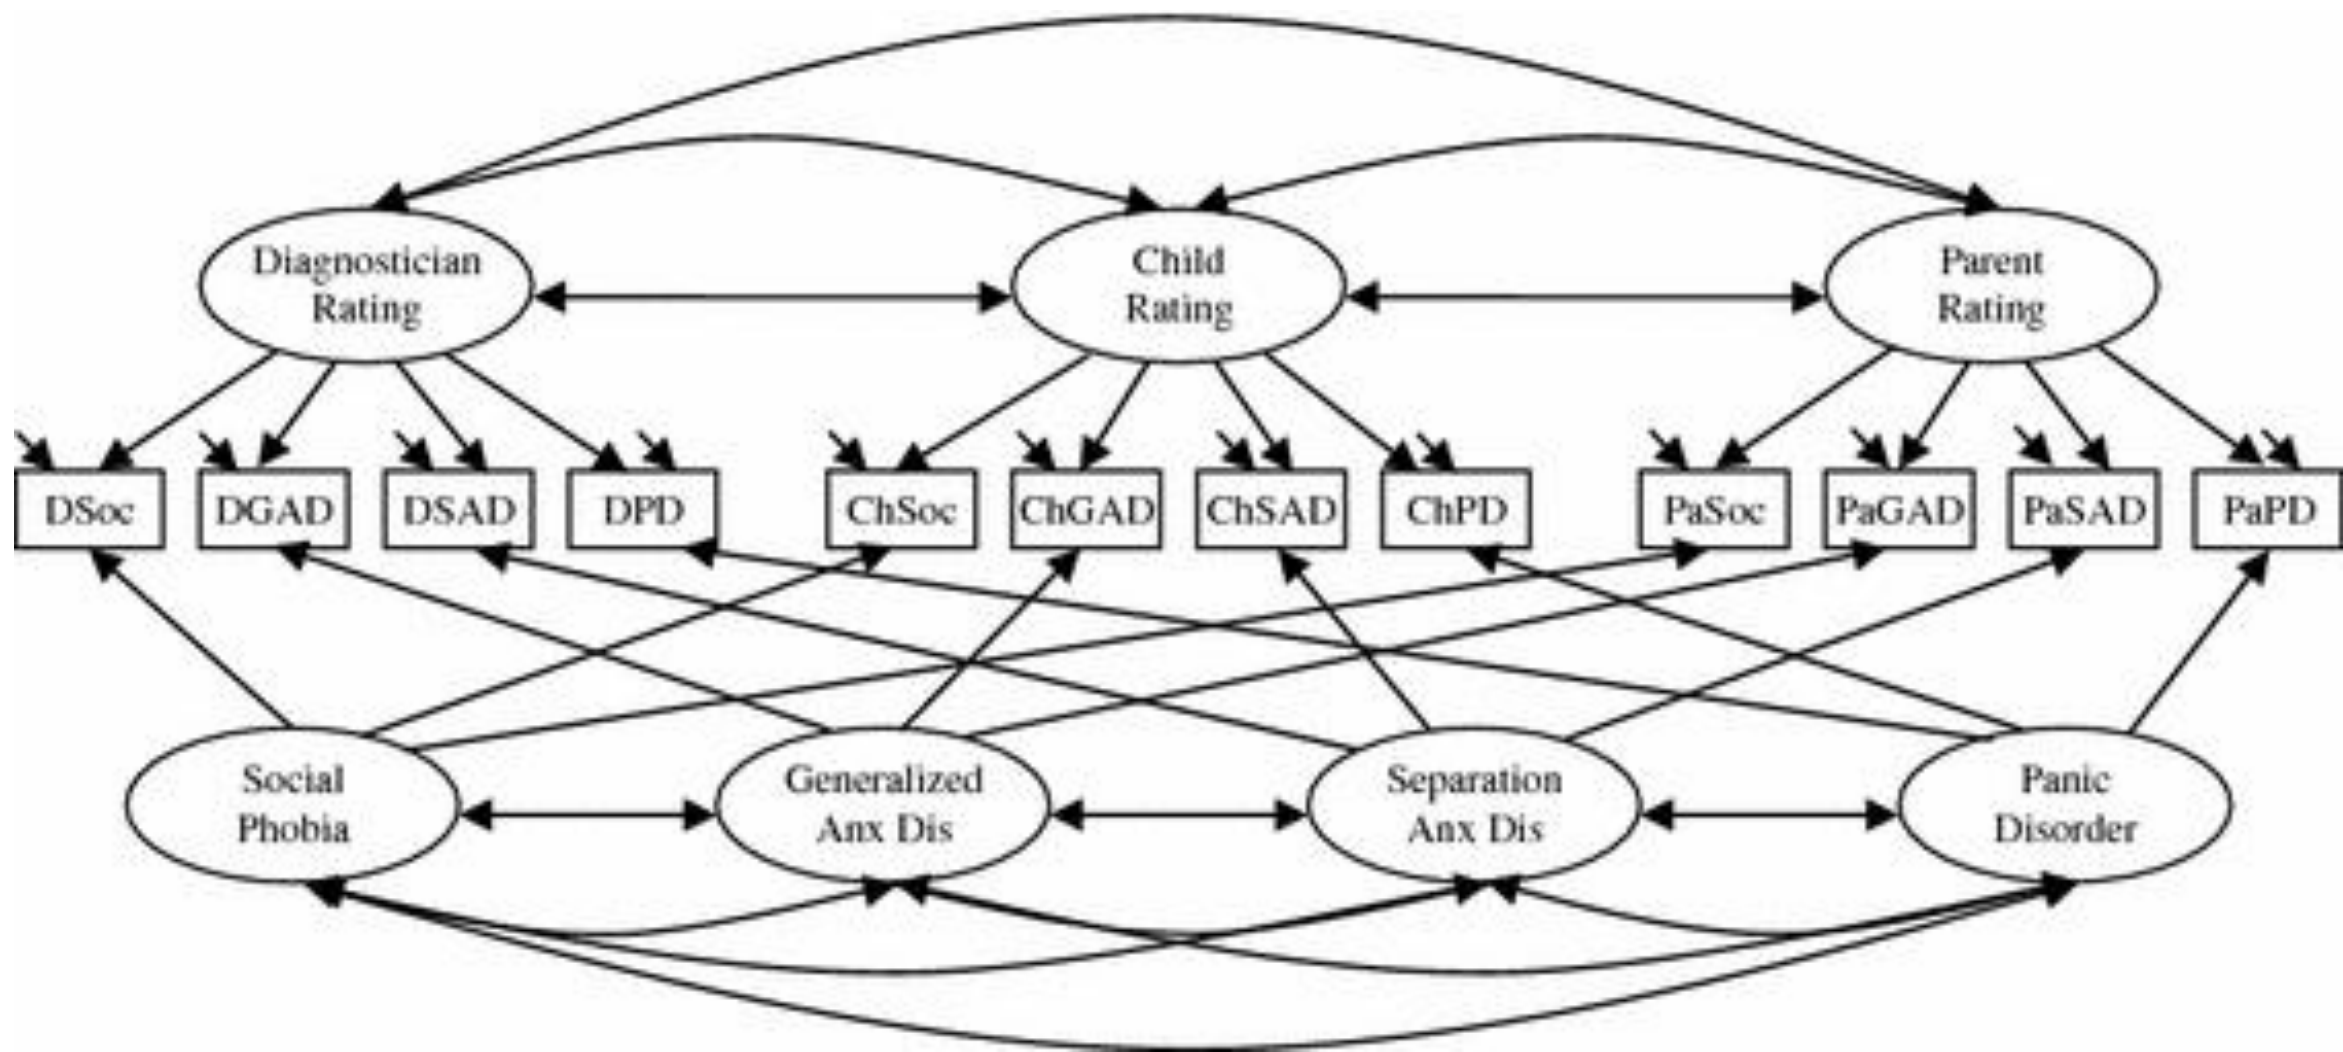 Diagnostician
Rating
Child
Rating
Parent
Rating
DSoc
DGAD
DSAD
DPD
ChSoc
ChGAD
ChSAD
ChPD
PaSoc
PaGAD
PaSAD
PaPD
Social
Phobia
Generalized
Anx Dis
Separation
Anx Dis
Panic
Disorder